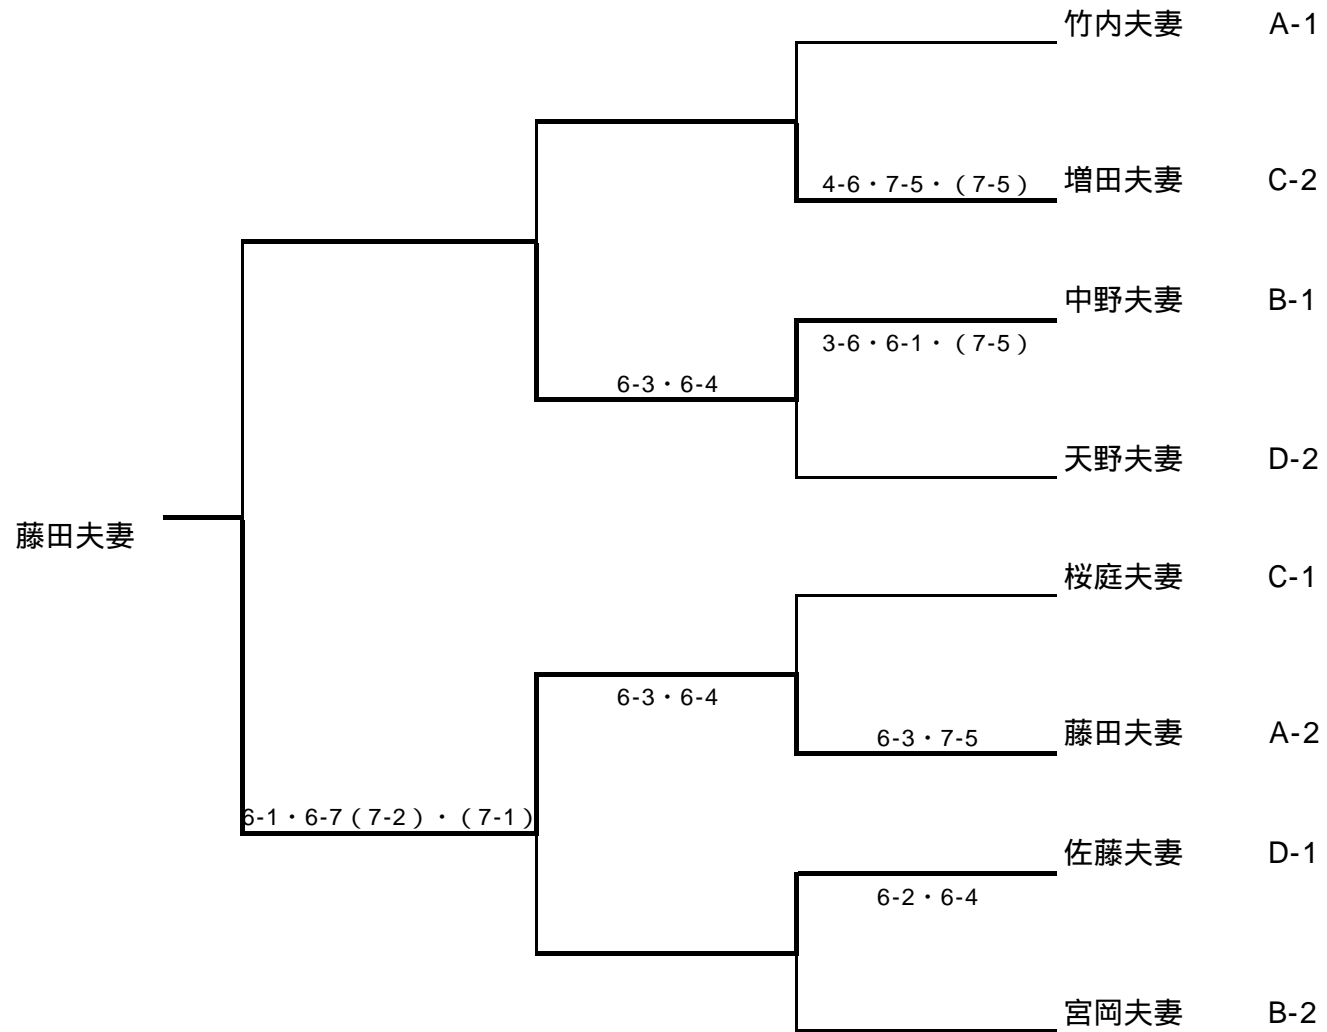 竹内夫妻 A-1
4-6・7-5・(7-5) 増田夫妻 C-2
中野夫妻 B-1
3-6・6-1・(7-5)
6-3・6-4
天野夫妻 D-2
藤田夫妻
桜庭夫妻 C-1
6-3・6-4
6-3・7-5 藤田夫妻 A-2
6-1・6-7(7-2)・(7-1)
佐藤夫妻 D-1
6-2・6-4
宮岡夫妻 B-2